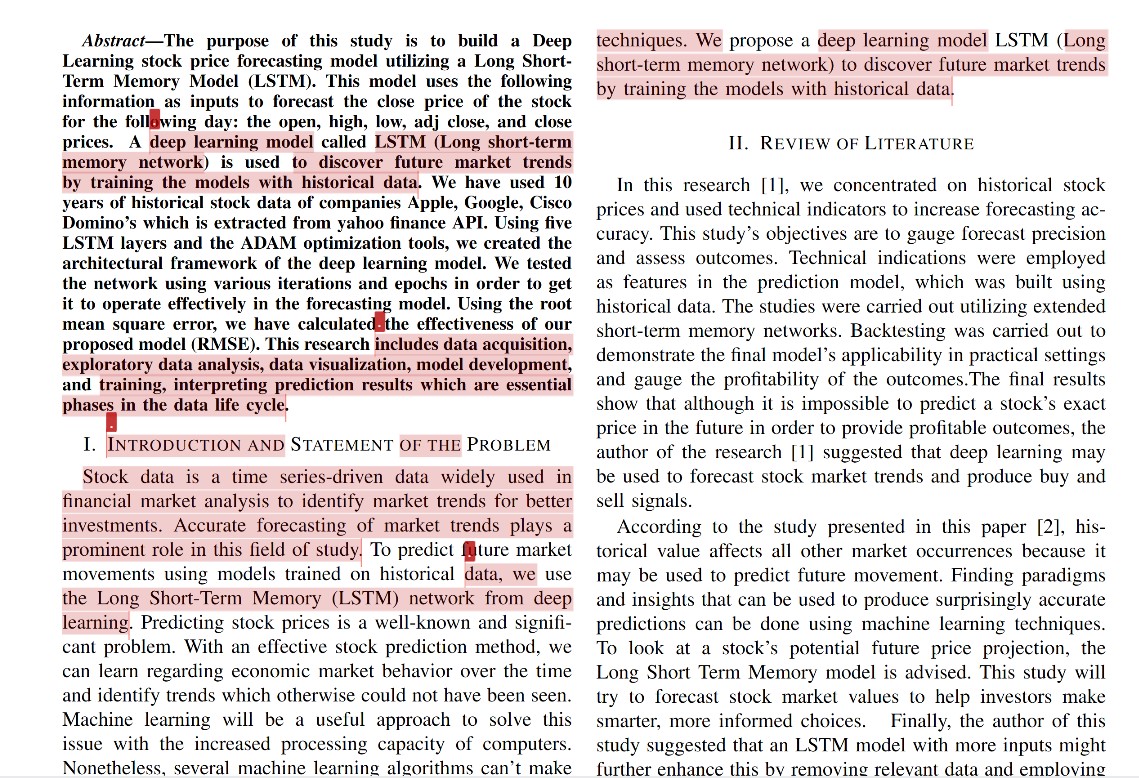 Abstract—The purpose of this study is to build a Deep
Learning stock price forecasting model utilizing a Long Short-
Term Memory Model (LSTM). This model uses the following
information as inputs to forecast the close price of the stock
for the following day: the open, high, low, adj close, and close
prices. A deep learning model called LSTM (Long short-term
memory network) is used to discover future market trends
by training the models with historical data. We have used 10
years of historical stock data of companies Apple, Google, Cisco
Domino's which is extracted from yahoo finance API. Using five
LSTM layers and the ADAM optimization tools, we created the
architectural framework of the deep learning model. We tested
the network using various iterations and epochs in order to get
it to operate effectively in the forecasting model. Using the root
mean square error, we have calculated the effectiveness of our
proposed model (RMSE). This research includes data acquisition,
exploratory data analysis, data visualization, model development,
and training, interpreting prediction results which are essential
phases in the data life cycle.
I. INTRODUCTION AND STATEMENT OF THE PROBLEM
Stock data is a time series-driven data widely used in
financial market analysis to identify market trends for better
investments. Accurate forecasting of market trends plays a
prominent role in this field of study. To predict future market
movements using models trained on historical data, we use
the Long Short-Term Memory (LSTM) network from deep
learning. Predicting stock prices is a well-known and signifi-
cant problem. With an effective stock prediction method, we
can learn regarding economic market behavior over the time
and identify trends which otherwise could not have been seen.
Machine learning will be a useful approach to solve this
issue with the increased processing capacity of computers.
Nonetheless, several machine learning algorithms can't make
techniques. We propose a deep learning model LSTM (Long
short-term memory network) to discover future market trends
by training the models with historical data.
II. REVIEW OF LITERATURE
In this research [1], we concentrated on historical stock
prices and used technical indicators to increase forecasting ac-
curacy. This study's objectives are to gauge forecast precision
and assess outcomes. Technical indications were employed
as features in the prediction model, which was built using
historical data. The studies were carried out utilizing extended
short-term memory networks. Backtesting was carried out to
demonstrate the final model's applicability in practical settings
and gauge the profitability of the outcomes.The final results
show that although it is impossible to predict a stock's exact
price in the future in order to provide profitable outcomes, the
author of the research [1] suggested that deep learning may
be used to forecast stock market trends and produce buy and
sell signals.
According to the study presented in this paper [2], his-
torical value affects all other market occurrences because it
may be used to predict future movement. Finding paradigms
and insights that can be used to produce surprisingly accurate
predictions can be done using machine learning techniques.
To look at a stock's potential future price projection, the
Long Short Term Memory model is advised. This study will
try to forecast stock market values to help investors make
smarter, more informed choices. Finally, the author of this
study suggested that an LSTM model with more inputs might
further enhance this by removing relevant data and employing